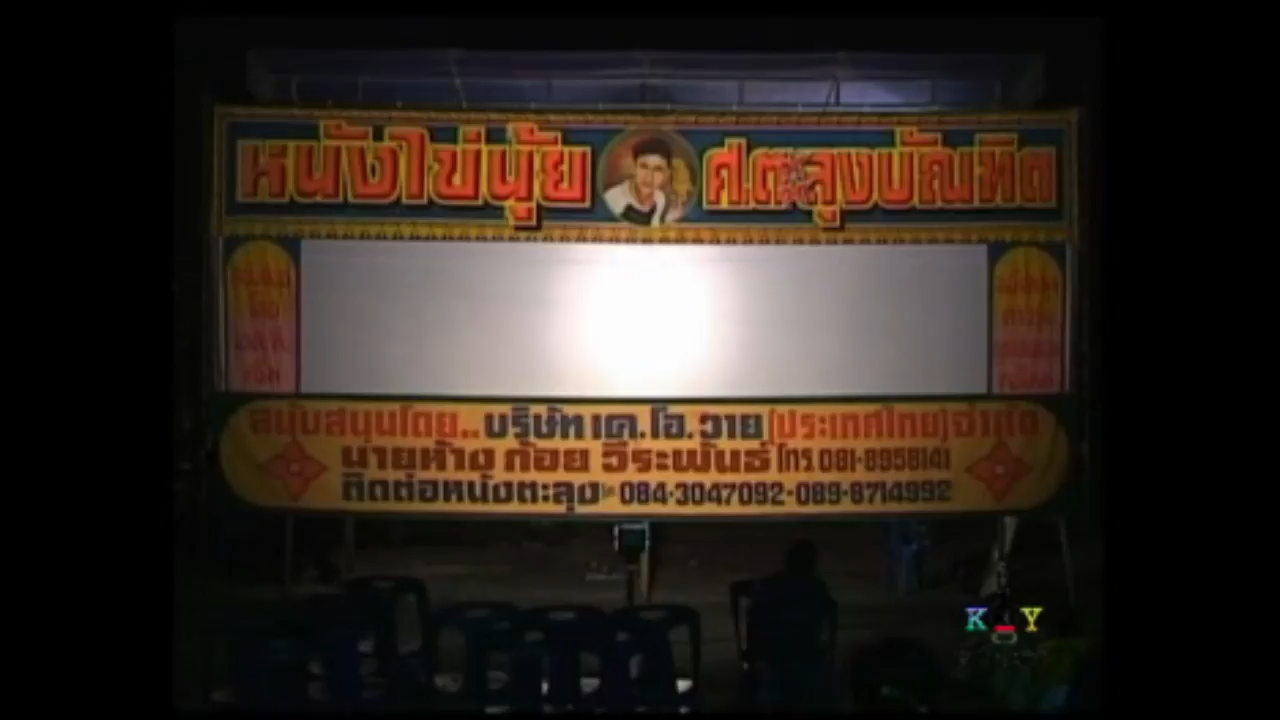 หนังไข่นุ้ย ศ.ตะลุงบัณฑิต
สนับสนุนโดย.. บริษัท เค.โอ.วาย (ประเทศไทย) จำกัด
นายห้าง ก้อย วีระพันธ์ โทร. 081-8958141
ติดต่อหนังตะลุง 084-3047092-089-8714992
K Y